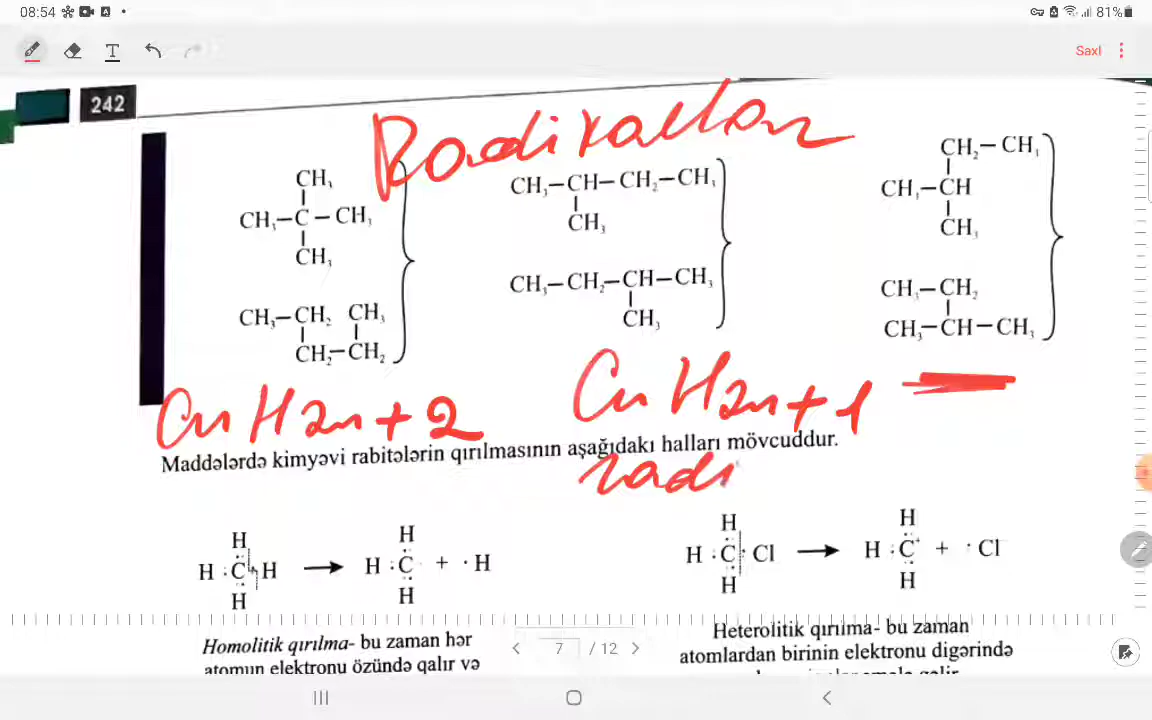 08:54
81%
T
Saxl
242
Radikallar
CH₃
CH₃–C–CH₃
CH₃
CH₃–CH₂ CH₃
CH₂–CH₂
CH₃–CH–CH₂–CH₃
CH₃
CH₃–CH₂–CH–CH₃
CH₃
CH₂–CH₃
CH₃–CH
CH₃
CH₃–CH₂
CH₃–CH–CH₃
CnH2n+2
CnH2n+1
Maddələrdə kimyəvi rabitələrin qırılmasının aşağıdakı halları mövcuddur.
radi
H
H : C : H → H : C · + · H
H
H
H
H : C : Cl → H : C⁺ + · Cl
H
H
Homolitik qırılma- bu zaman hər
atomun elektronu özündə qalır və
7 / 12
Heterolitik qırılma- bu zaman
atomlardan birinin elektronu digərində